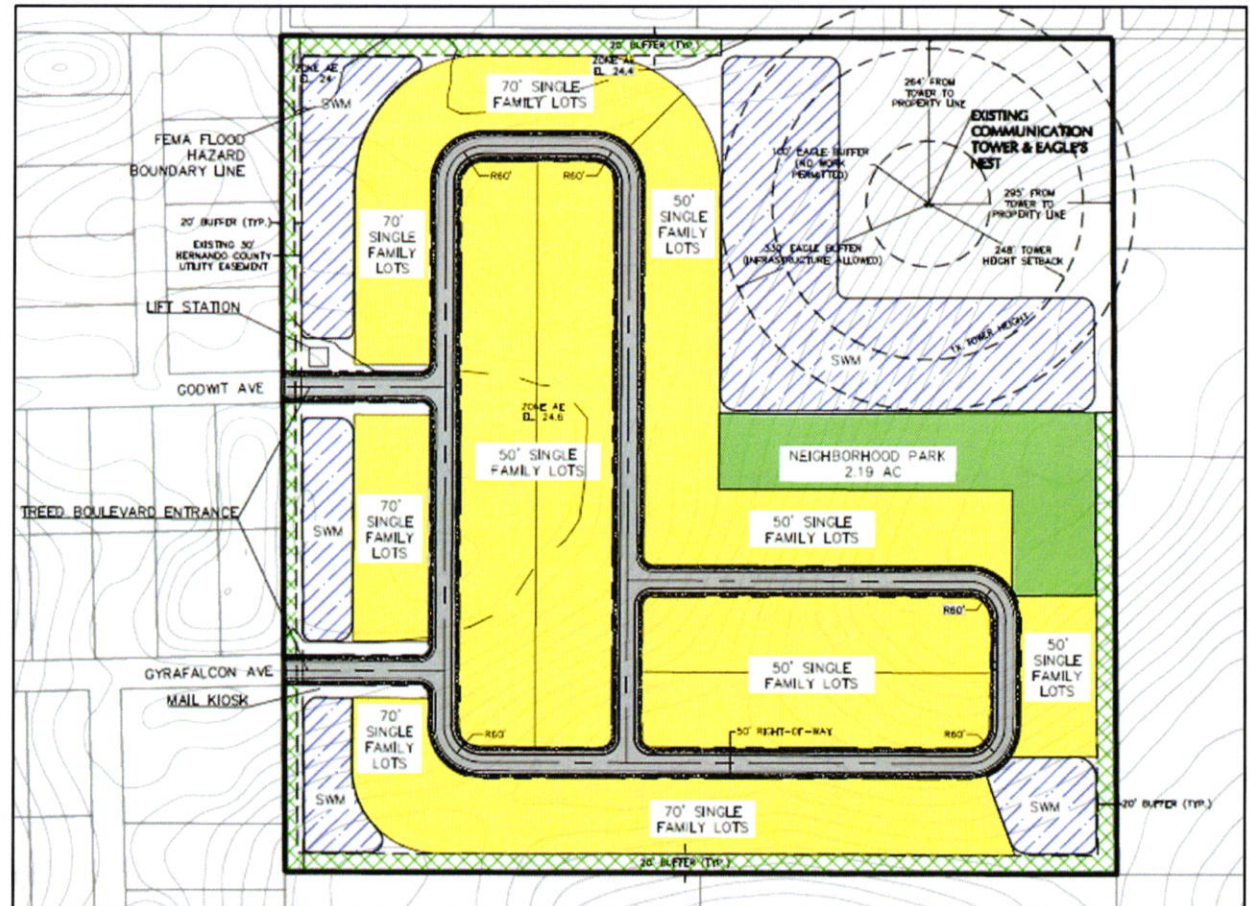 20' BUFFER (TYP.)
ZONE AE
EL. 24
ZONE AE
EL. 24.4
SWM
70' SINGLE
FAMILY LOTS
264' FROM
TOWER TO
PROPERTY LINE
EXISTING
COMMUNICATION
TOWER & EAGLE'S
NEST
FEMA FLOOD
HAZARD
BOUNDARY LINE
EAGLE BUFFER
(NO WORK
PERMITTED)
R60'
R60'
295' FROM
TOWER TO
PROPERTY LINE
20' BUFFER (TYP.)
70'
SINGLE
FAMILY
LOTS
50'
SINGLE
FAMILY
LOTS
EXISTING 30'
HERNANDO COUNTY
UTILITY EASEMENT
330' EAGLE BUFFER
(INFRASTRUCTURE ALLOWED)
248' TOWER
HEIGHT SETBACK
LIFT STATION
1X TOWER HEIGHT
SWM
GODWIT AVE
ZONE AE
EL. 24.6
50' SINGLE
FAMILY LOTS
NEIGHBORHOOD PARK
2.19 AC
TREED BOULEVARD ENTRANCE
SWM
70'
SINGLE
FAMILY
LOTS
50' SINGLE
FAMILY LOTS
R60'
GYRAFALCON AVE
50' SINGLE
FAMILY LOTS
50'
SINGLE
FAMILY
LOTS
MAIL KIOSK
70'
SINGLE
FAMILY
LOTS
R60'
50' RIGHT-OF-WAY
R60'
SWM
70' SINGLE
FAMILY LOTS
SWM
20' BUFFER (TYP.)
20' BUFFER (TYP.)